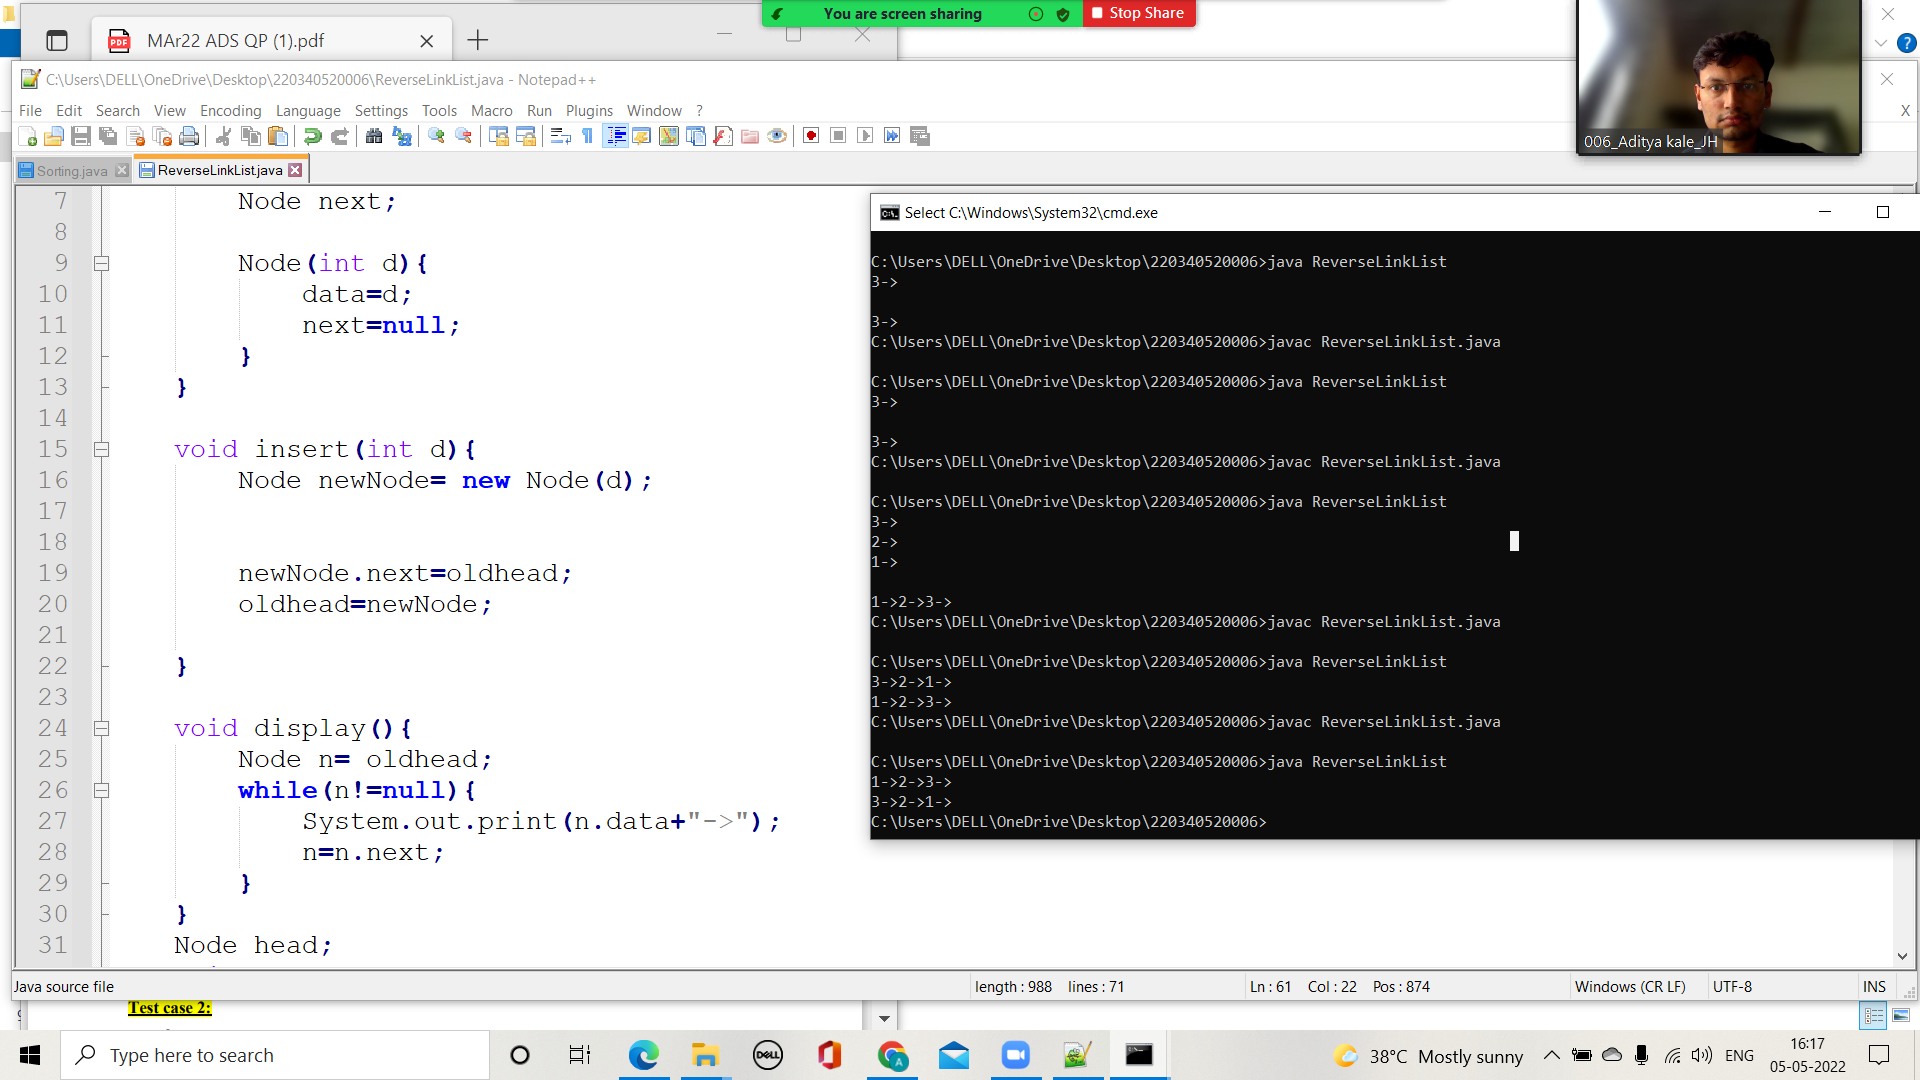 You are screen sharing
Stop Share
MAr22 ADS QP (1).pdf
C:\Users\DELL\OneDrive\Desktop\220340520006\ReverseLinkList.java - Notepad++
File Edit Search View Encoding Language Settings Tools Macro Run Plugins Window ?
X
006_Aditya kale_JH
Sorting.java
ReverseLinkList.java
7 Node next;
8
9 Node(int d){
10 data=d;
11 next=null;
12 }
13 }
14
15 void insert(int d){
16 Node newNode= new Node(d);
17
18
19 newNode.next=oldhead;
20 oldhead=newNode;
21
22 }
23
24 void display(){
25 Node n= oldhead;
26 while(n!=null){
27 System.out.print(n.data+"->");
28 n=n.next;
29 }
30 }
31 Node head;
Select C:\Windows\System32\cmd.exe
C:\Users\DELL\OneDrive\Desktop\220340520006>java ReverseLinkList
3->
3->
C:\Users\DELL\OneDrive\Desktop\220340520006>javac ReverseLinkList.java
C:\Users\DELL\OneDrive\Desktop\220340520006>java ReverseLinkList
3->
3->
C:\Users\DELL\OneDrive\Desktop\220340520006>javac ReverseLinkList.java
C:\Users\DELL\OneDrive\Desktop\220340520006>java ReverseLinkList
3->
2->
1->
1->2->3->
C:\Users\DELL\OneDrive\Desktop\220340520006>javac ReverseLinkList.java
C:\Users\DELL\OneDrive\Desktop\220340520006>java ReverseLinkList
3->2->1->
1->2->3->
C:\Users\DELL\OneDrive\Desktop\220340520006>javac ReverseLinkList.java
C:\Users\DELL\OneDrive\Desktop\220340520006>java ReverseLinkList
1->2->3->
3->2->1->
C:\Users\DELL\OneDrive\Desktop\220340520006>
Java source file
length : 988 lines : 71
Ln : 61 Col : 22 Pos : 874
Windows (CR LF)
UTF-8
INS
Test case 2:
Type here to search
DELL
38°C Mostly sunny
ENG
16:17
05-05-2022